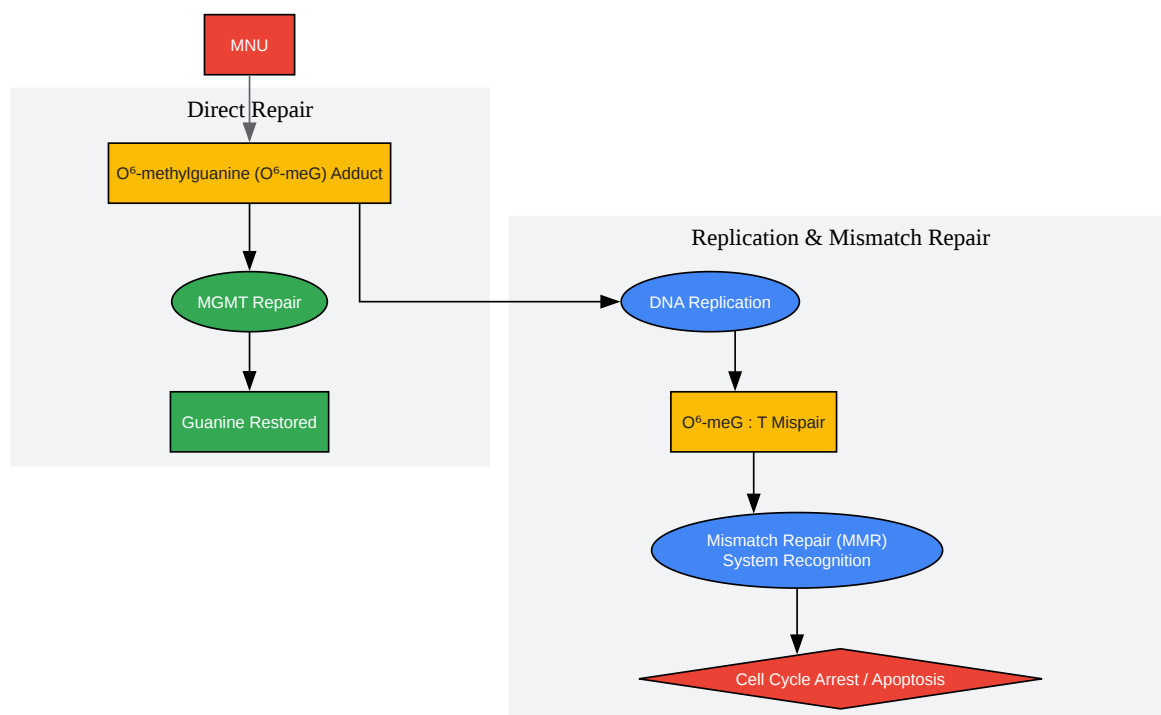 MNU
Direct Repair
O⁶-methylguanine (O⁶-meG) Adduct
MGMT Repair
Guanine Restored
Replication & Mismatch Repair
DNA Replication
O⁶-meG : T Mispair
Mismatch Repair (MMR)
System Recognition
Cell Cycle Arrest / Apoptosis